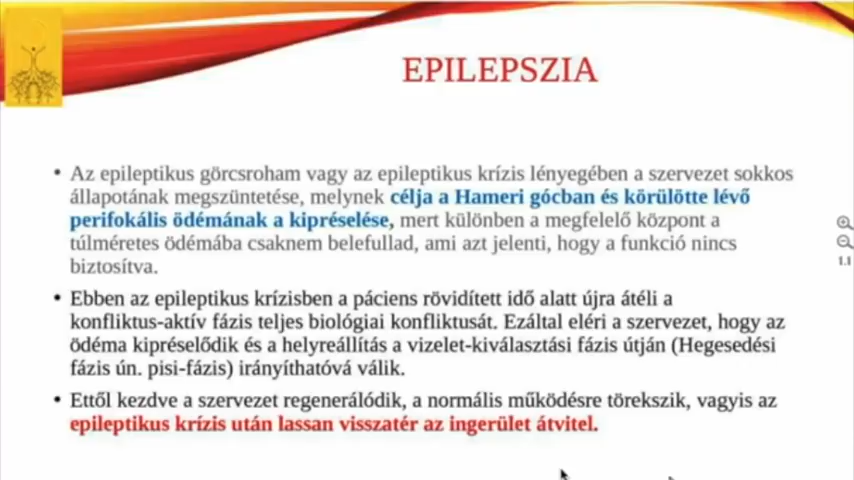 EPILEPSZIA
• Az epileptikus görcsroham vagy az epileptikus krízis lényegében a szervezet sokkos
állapotának megszüntetése, melynek célja a Hameri gócban és körülötte lévő
perifokális ödémának a kipréselése, mert különben a megfelelő központ a
túlméretes ödémába csaknem belefullad, ami azt jelenti, hogy a funkció nincs
biztosítva.
• Ebben az epileptikus krízisben a páciens rövidített idő alatt újra átéli a
konfliktus-aktív fázis teljes biológiai konfliktusát. Ezáltal eléri a szervezet, hogy az
ödéma kipréselődik és a helyreállítás a vizelet-kiválasztási fázis útján (Hegesedési
fázis ún. pisi-fázis) irányíthatóvá válik.
• Ettől kezdve a szervezet regenerálódik, a normális működésre törekszik, vagyis az
epileptikus krízis után lassan visszatér az ingerület átvitel.
1.1